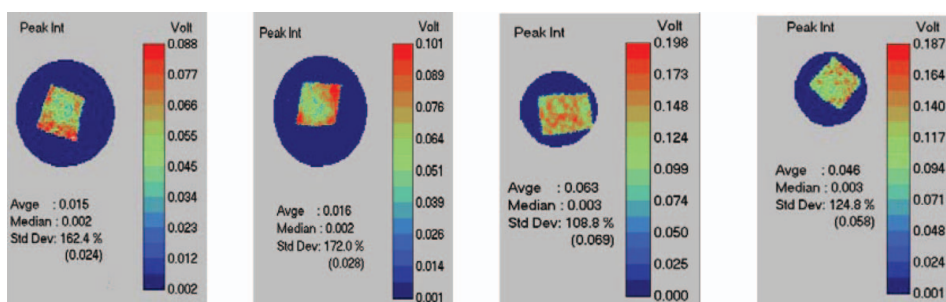 Peak Int
Volt
0.088
0.077
0.066
0.055
0.045
0.034
0.023
0.012
0.002
Avge : 0.015
Median : 0.002
Std Dev: 162.4 %
(0.024)
Peak Int
Volt
0.101
0.089
0.076
0.064
0.051
0.039
0.026
0.014
0.001
Avge : 0.016
Median : 0.002
Std Dev: 172.0 %
(0.028)
Peak Int
Volt
0.198
0.173
0.148
0.124
0.099
0.074
0.050
0.025
0.000
Avge : 0.063
Median : 0.003
Std Dev: 108.8 %
(0.069)
Peak Int
Volt
0.187
0.164
0.140
0.117
0.094
0.071
0.048
0.024
0.001
Avge : 0.046
Median : 0.003
Std Dev: 124.8 %
(0.058)